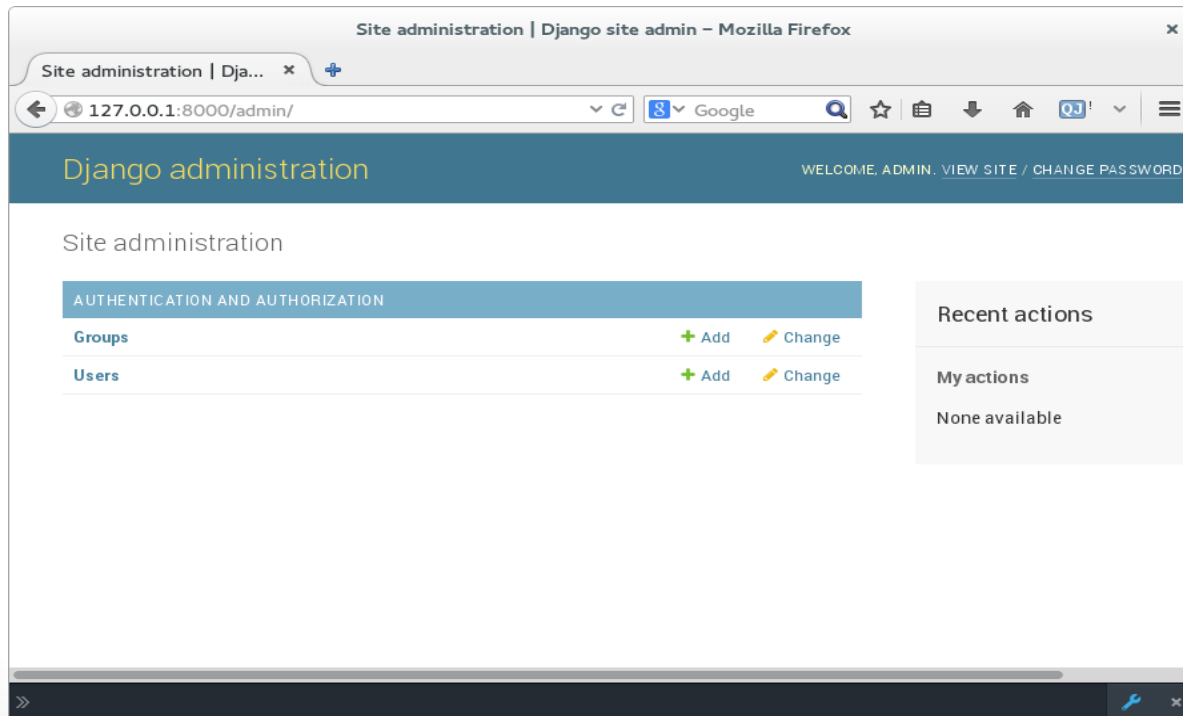 Site administration | Django site admin – Mozilla Firefox
Site administration | Dja...
127.0.0.1:8000/admin/
8 Google
QJ!
Django administration
WELCOME, ADMIN. VIEW SITE / CHANGE PASSWORD
Site administration
AUTHENTICATION AND AUTHORIZATION
Groups Add Change
Users Add Change
Recent actions
My actions
None available